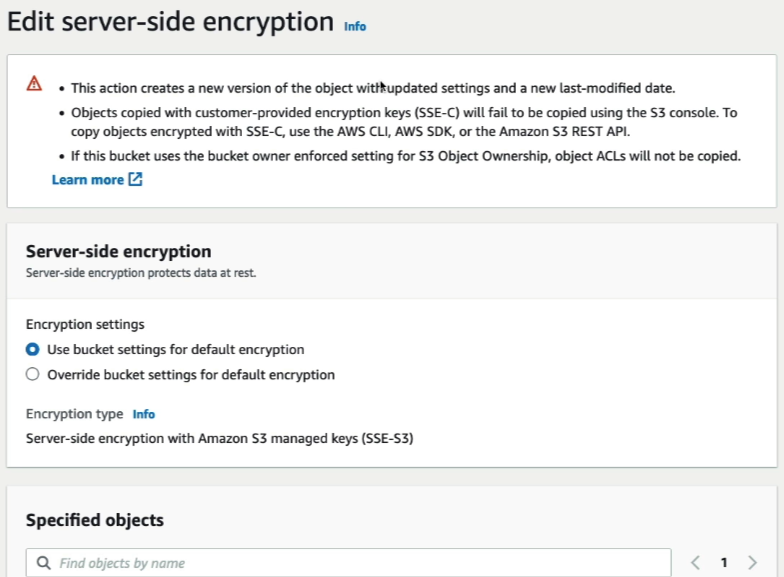 Edit server-side encryption Info
• This action creates a new version of the object with updated settings and a new last-modified date.
• Objects copied with customer-provided encryption keys (SSE-C) will fail to be copied using the S3 console. To
copy objects encrypted with SSE-C, use the AWS CLI, AWS SDK, or the Amazon S3 REST API.
• If this bucket uses the bucket owner enforced setting for S3 Object Ownership, object ACLs will not be copied.
Learn more
Server-side encryption
Server-side encryption protects data at rest.
Encryption settings
Use bucket settings for default encryption
Override bucket settings for default encryption
Encryption type Info
Server-side encryption with Amazon S3 managed keys (SSE-S3)
Specified objects
Find objects by name < 1 >